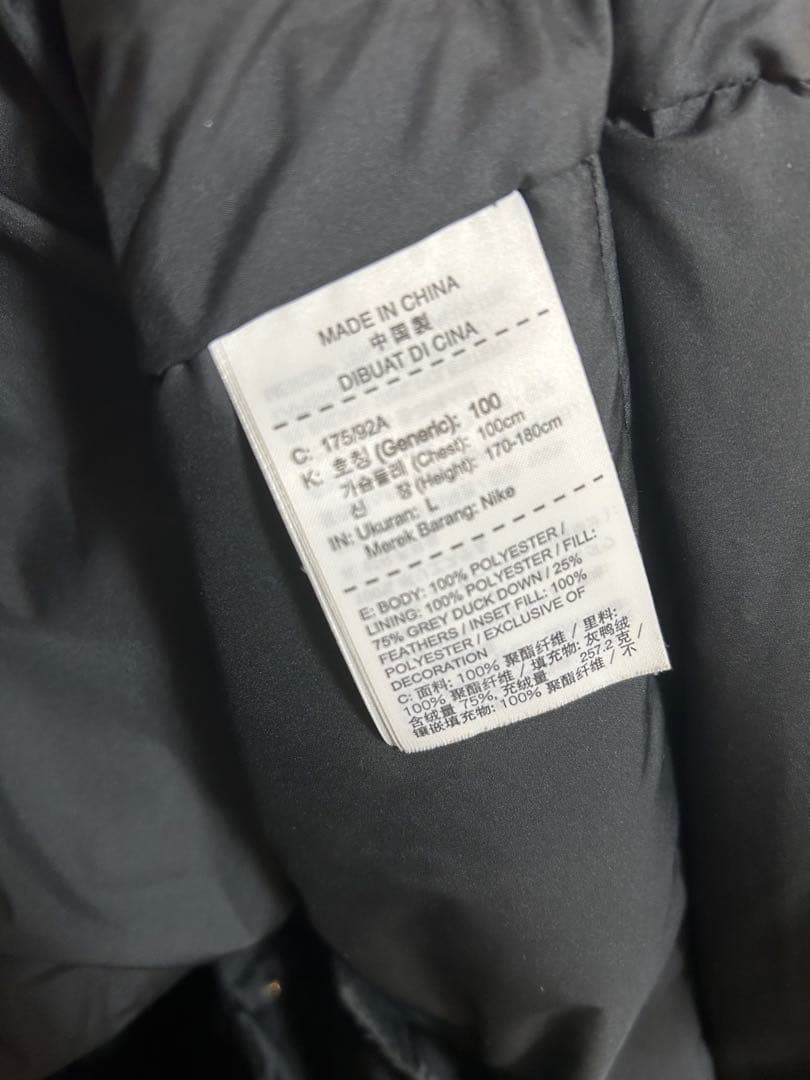 MADE IN CHINA
中国製
DIBUAT DI CINA
C: 175/92A
K: 호칭 (Generic): 100
가슴둘레 (Chest): 100cm
신 장 (Height): 170-180cm
IN: Ukuran: L
Merek Barang: Nike
E: BODY: 100% POLYESTER /
LINING: 100% POLYESTER / FILL:
75% GREY DUCK DOWN / 25%
FEATHERS / INSET FILL: 100%
POLYESTER / EXCLUSIVE OF
DECORATION
C: 面料: 100% 聚酯纤维 / 里料:
100% 聚酯纤维 / 填充物: 灰鸭绒
含绒量 75%, 充绒量 257.2 克 /
镶嵌填充物: 100% 聚酯纤维 / 不